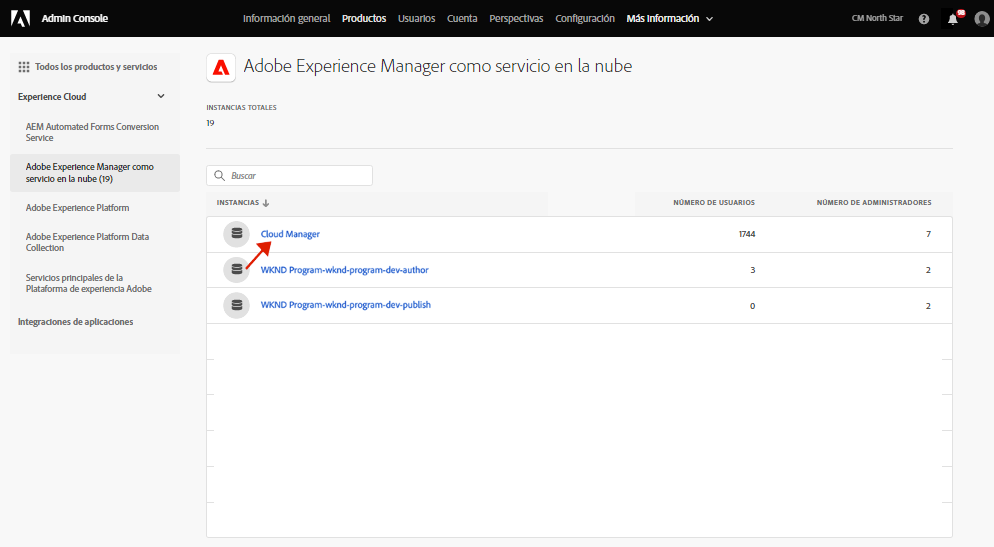 Admin Console
Información general Productos Usuarios Cuenta Perspectivas Configuración Más información
CM North Star
98
Todos los productos y servicios
Experience Cloud
AEM Automated Forms Conversion
Service
Adobe Experience Manager como
servicio en la nube (19)
Adobe Experience Platform
Adobe Experience Platform Data
Collection
Servicios principales de la
Plataforma de experiencia Adobe
Integraciones de aplicaciones
Adobe Experience Manager como servicio en la nube
INSTANCIAS TOTALES
19
Buscar
INSTANCIAS NÚMERO DE USUARIOS NÚMERO DE ADMINISTRADORES
Cloud Manager 1744 7
WKND Program-wknd-program-dev-author 3 2
WKND Program-wknd-program-dev-publish 0 2